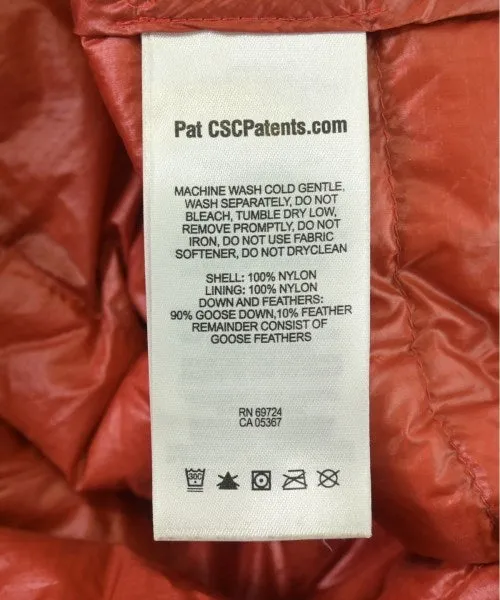 Pat CSCPatents.com
MACHINE WASH COLD GENTLE,
WASH SEPARATELY, DO NOT
BLEACH, TUMBLE DRY LOW,
REMOVE PROMPTLY, DO NOT
IRON, DO NOT USE FABRIC
SOFTENER, DO NOT DRYCLEAN
SHELL: 100% NYLON
LINING: 100% NYLON
DOWN AND FEATHERS:
90% GOOSE DOWN,10% FEATHER
REMAINDER CONSIST OF
GOOSE FEATHERS
RN 69724
CA 05367
30C